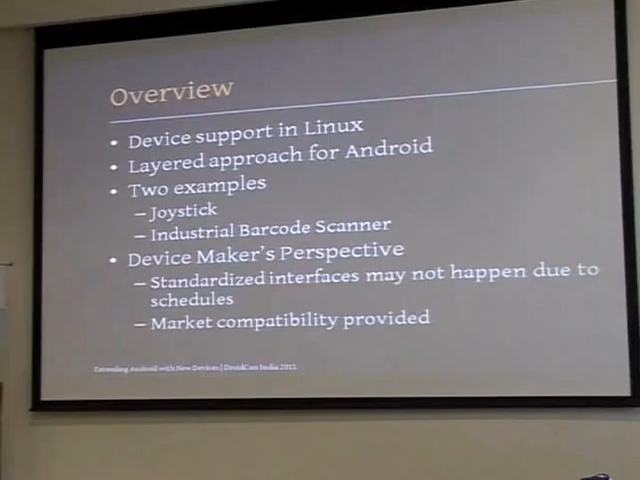 Overview
• Device support in Linux
• Layered approach for Android
• Two examples
– Joystick
– Industrial Barcode Scanner
• Device Maker's Perspective
– Standardized interfaces may not happen due to
schedules
– Market compatibility provided
Extending Android with New Devices | DroidCon India 2011